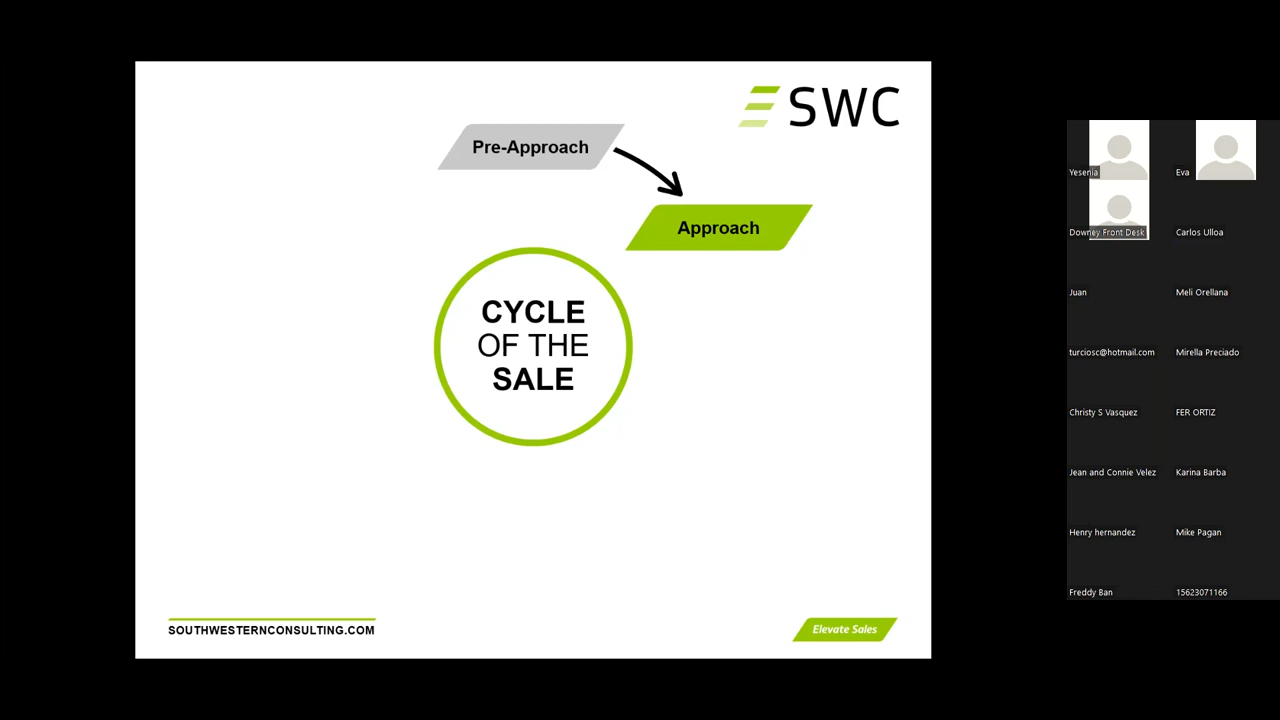 SWC
Pre-Approach
Approach
CYCLE
OF THE
SALE
SOUTHWESTERNCONSULTING.COM
Elevate Sales
Yesenia
Eva
Downey Front Desk
Carlos Ulloa
Juan
Meli Orellana
turciosc@hotmail.com
Mirella Preciado
Christy S Vasquez
FER ORTIZ
Jean and Connie Velez
Karina Barba
Henry hernandez
Mike Pagan
Freddy Ban
15623071166